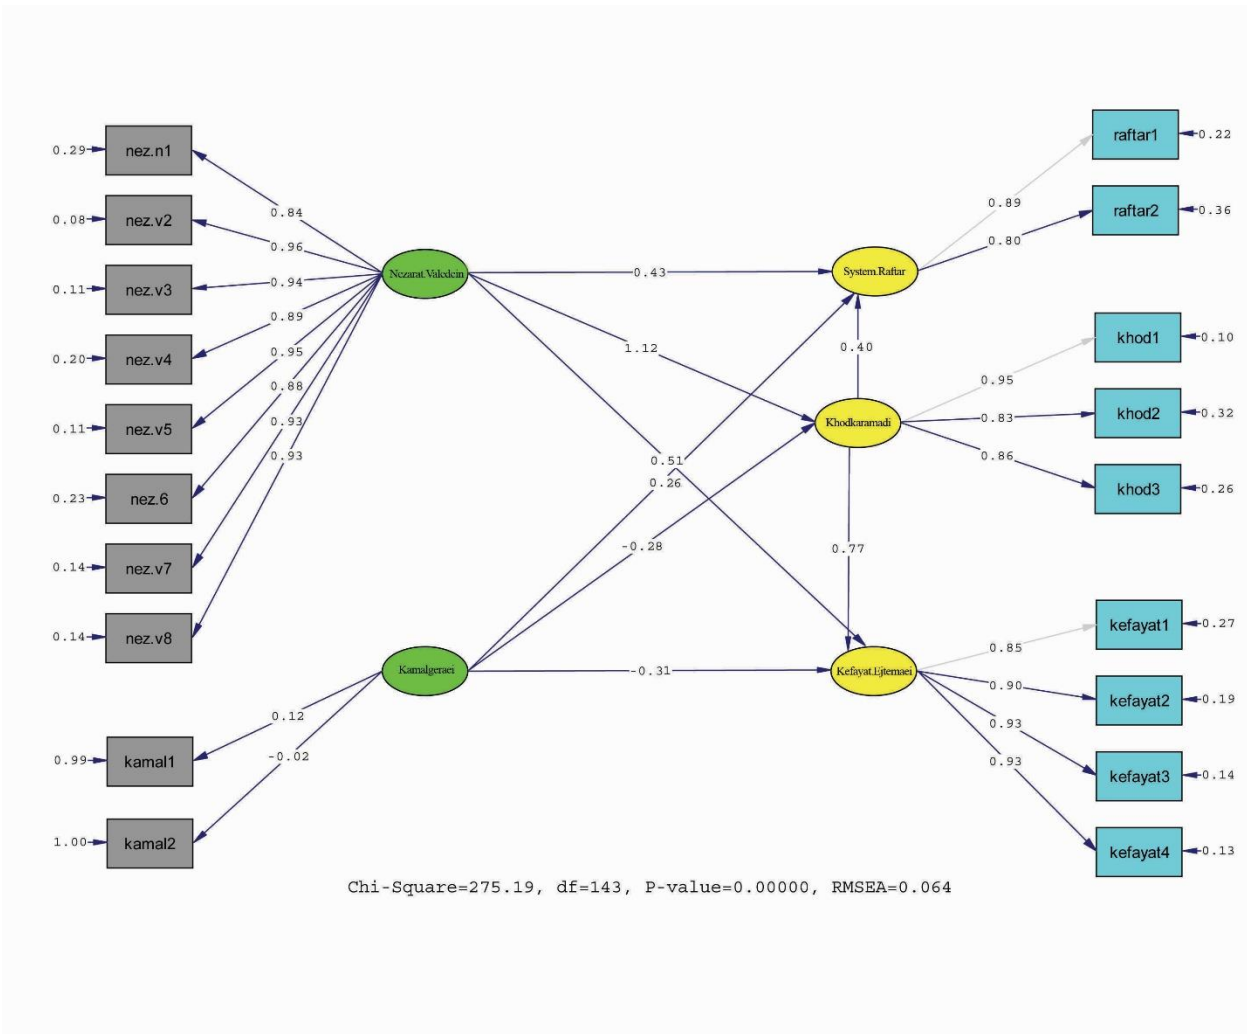 0.29 nez.n1
0.08 nez.v2
0.11 nez.v3
0.20 nez.v4
0.11 nez.v5
0.23 nez.6
0.14 nez.v7
0.14 nez.v8
0.99 kamal1
1.00 kamal2
0.84
0.96
0.94
0.89
0.95
0.88
0.93
0.93
0.12
-0.02
Nezarat.Valedein
Kamalgeraei
0.43
1.12
0.51
0.26
-0.28
-0.31
0.40
0.77
System.Raftar
Khodkaramadi
Kefayat.Ejtemaei
0.89
0.80
0.95
0.83
0.86
0.85
0.90
0.93
0.93
raftar1 0.22
raftar2 0.36
khod1 0.10
khod2 0.32
khod3 0.26
kefayat1 0.27
kefayat2 0.19
kefayat3 0.14
kefayat4 0.13
Chi-Square=275.19, df=143, P-value=0.00000, RMSEA=0.064